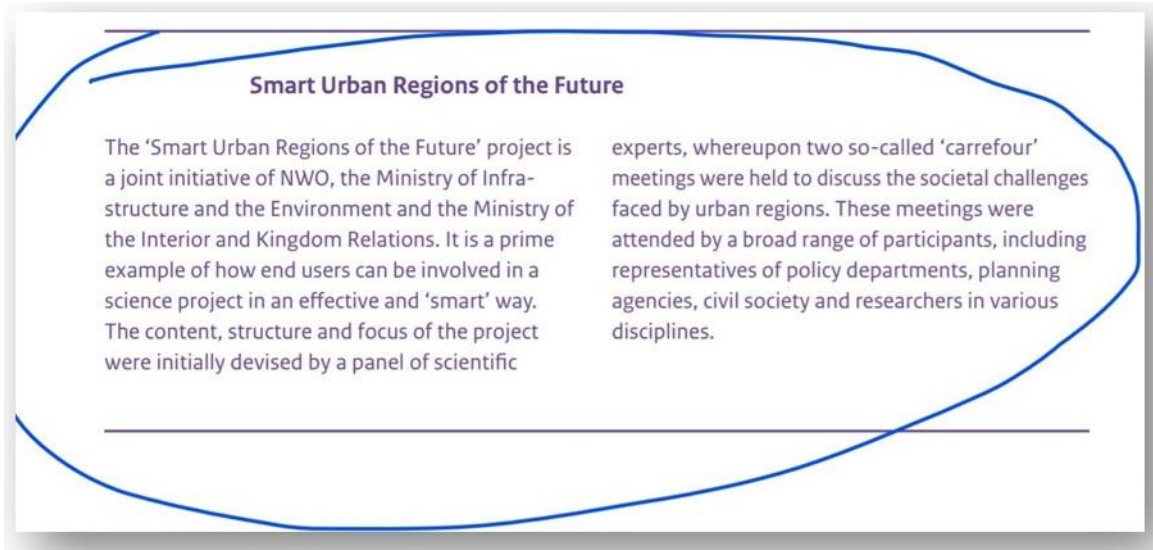 Smart Urban Regions of the Future
The ‘Smart Urban Regions of the Future’ project is
a joint initiative of NWO, the Ministry of Infra-
structure and the Environment and the Ministry of
the Interior and Kingdom Relations. It is a prime
example of how end users can be involved in a
science project in an effective and ‘smart’ way.
The content, structure and focus of the project
were initially devised by a panel of scientific
experts, whereupon two so-called ‘carrefour’
meetings were held to discuss the societal challenges
faced by urban regions. These meetings were
attended by a broad range of participants, including
representatives of policy departments, planning
agencies, civil society and researchers in various
disciplines.